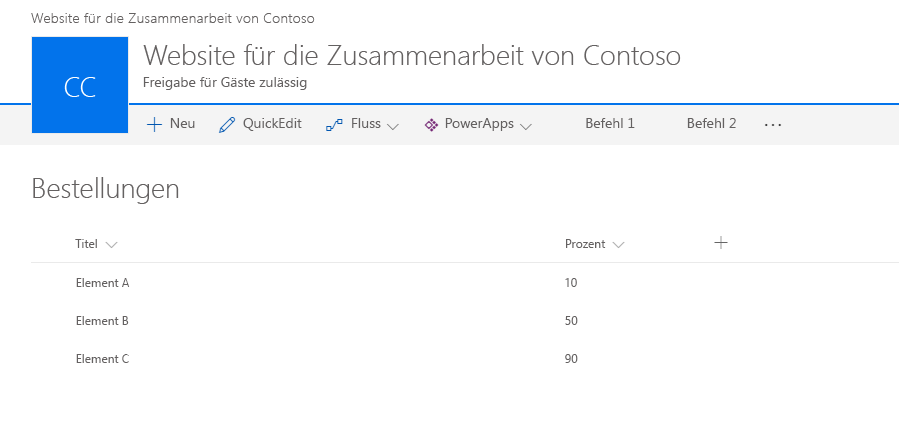 Website für die Zusammenarbeit von Contoso
CC
Website für die Zusammenarbeit von Contoso
Freigabe für Gäste zulässig
Neu QuickEdit Fluss PowerApps Befehl 1 Befehl 2 ...
Bestellungen
Titel Prozent
Element A 10
Element B 50
Element C 90